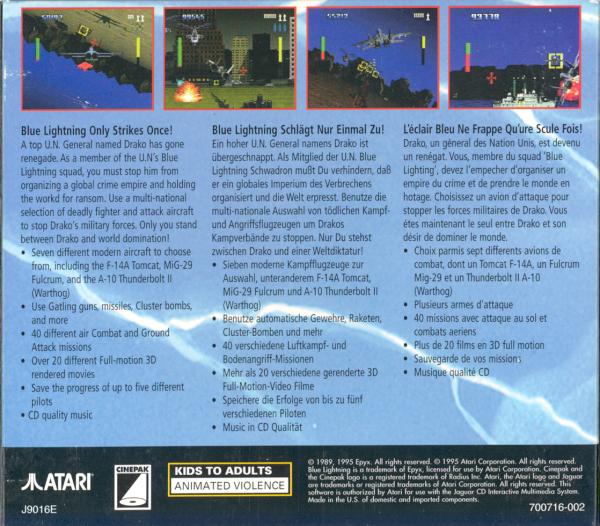 50197
99565
55212
93778
Blue Lightning Only Strikes Once!
A top U.N. General named Drako has gone
renegade. As a member of the U.N's Blue
Lightning squad, you must stop him from
organizing a global crime empire and holding
the workd for ransom. Use a multi-national
selection of deadly fighter and attack aircraft
to stop Drako's military forces. Only you stand
between Drako and world domination!
• Seven different modern aircraft to choose
from, including the F-14A Tomcat, MiG-29
Fulcrum, and the A-10 Thunderbolt II
(Warthog)
• Use Gatling guns, missiles, Cluster bombs,
and more
• 40 different air Combat and Ground
Attack missions
• Over 20 different Full-motion 3D
rendered movies
• Save the progress of up to five different
pilots
• CD quality music
Blue Lightning Schlägt Nur Einmal Zu!
Ein hoher U.N. General namens Drako ist
übergeschnappt. Als Mitglied der U.N. Blue
Lightning Schwadron mußt Du verhindern, daß
er ein globales Imperium des Verbrechens
organisiert und die Welt erpresst. Benutze die
multi-nationale Auswahl von tödlichen Kampf-
und Angriffsflugzeugen um Drakos
Kampverbände zu stoppen. Nur Du stehst
zwischen Drako und einer Weltdiktatur!
• Sieben moderne Kampfflugzeuge zur
Auswahl, unteranderem F-14A Tomcat,
MiG-29 Fulcrum und A-10 Thunderbolt II
(Warthog)
• Benutze automatische Gewehre, Raketen,
Cluster-Bomben und mehr
• 40 verschiedene Luftkampf- und
Bodenangriff-Missionen
• Mehr als 20 verschiedene gerenderte 3D
Full-Motion-Video Filme
• Speichere die Erfolge von bis zu fünf
verschiedenen Piloten
• Music in CD Qualität
L'éclair Bleu Ne Frappe Qu'ure Scule Fois!
Drako, un géneral des Nation Unis, est devenu
un renégat. Vous, membre du squad 'Blue
Lighting', devez l'empecher d'organiser un
empire du crime et de prendre le monde en
hotage. Choisissez un avion d'attaque pour
stopper les forces militaires de Drako. Vous
étes maintenant le seul entre Drako et son
désir de dominer le monde.
• Choix parmis sept differents avions de
combat, dont un Tomcat F-14A, un Fulcrum
Mig-29 et un Thunderbolt II A-10
(Warthog)
• Plusieurs armes d'attaque
• 40 missions avec attaque au sol et
combats aeriens
• Plus de 20 films en 3D full motion
• Sauvegarde de vos missions
• Musique qualité CD
ATARI
J9016E
CINEPAK
KIDS TO ADULTS
ANIMATED VIOLENCE
© 1989, 1995 Epyx. All rights reserved. © 1995 Atari Corporation. All rights reserved.
Blue Lightning is a trademark of Epyx, licensed for use by Atari Corporation. Cinepak and
the Cinepak logo is a registered trademark of Radius Inc. Atari, the Atari logo and Jaguar
are trademarks or registered trademarks of Atari Corporation. All rights reserved. This
software is authorized by Atari for use with the Jaguar CD Interactive Multimedia System.
Made in the U.S. of domestic and imported components.
700716-002